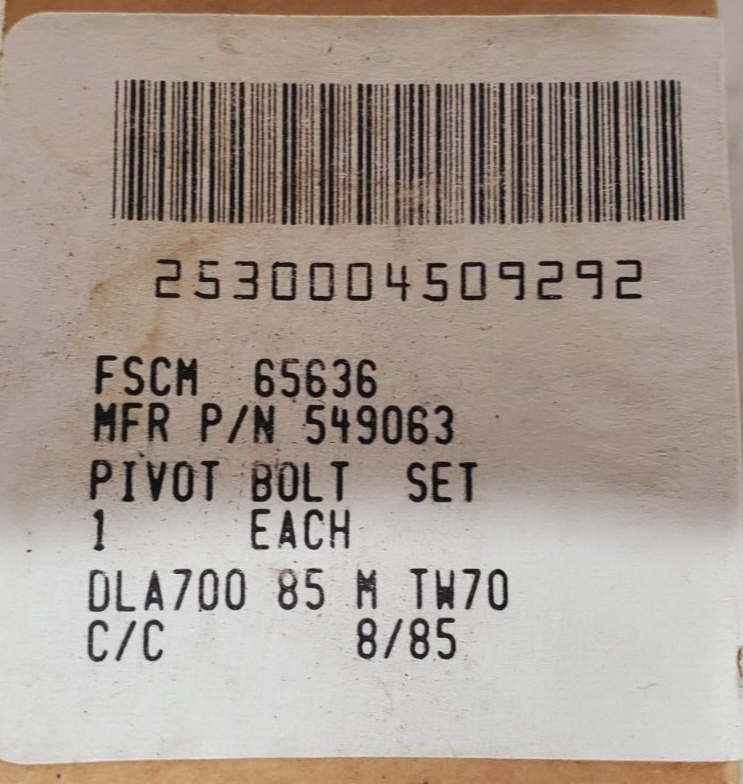 2530004509292
FSCM 65636
MFR P/N 549063
PIVOT BOLT SET
1 EACH
DLA700 85 M TW70
C/C 8/85